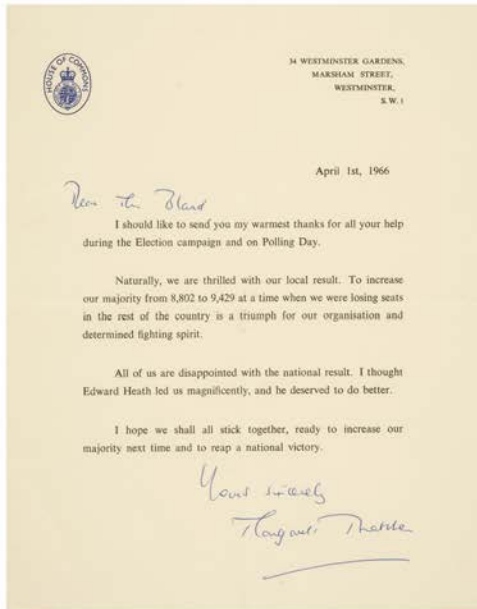 HOUSE OF COMMONS
34 WESTMINSTER GARDENS,
MARSHAM STREET,
WESTMINSTER,
S.W.1
April 1st, 1966
Dear Mr Bland
I should like to send you my warmest thanks for all your help
during the Election campaign and on Polling Day.
Naturally, we are thrilled with our local result. To increase
our majority from 8,802 to 9,429 at a time when we were losing seats
in the rest of the country is a triumph for our organisation and
determined fighting spirit.
All of us are disappointed with the national result. I thought
Edward Heath led us magnificently, and he deserved to do better.
I hope we shall all stick together, ready to increase our
majority next time and to reap a national victory.
Yours sincerely
Margaret Thatcher